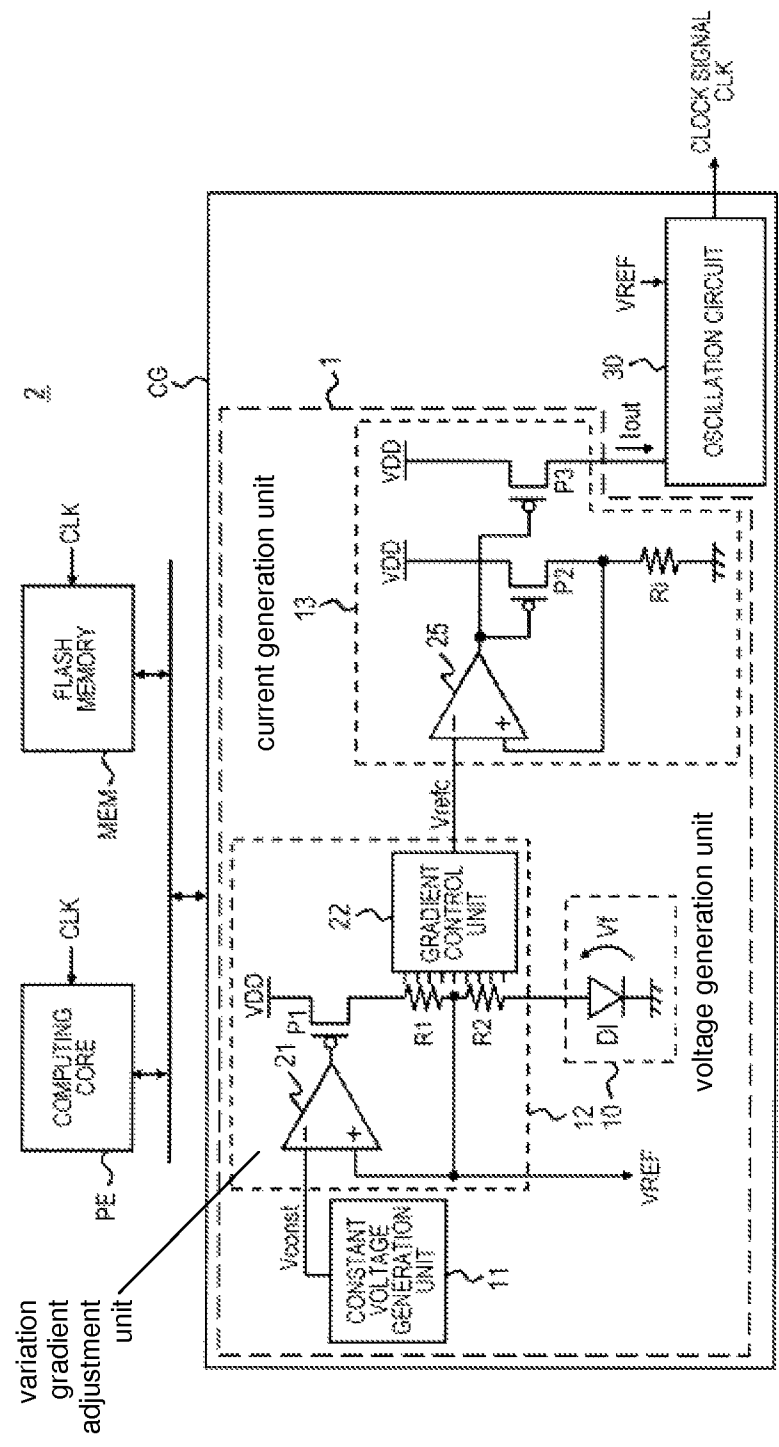 2
COMPUTING
CORE
PE
CLK
FLASH
MEMORY
MEM
CLK
CG
1
variation
gradient
adjustment
unit
current generation unit
voltage generation unit
CONSTANT
VOLTAGE
GENERATION
UNIT
11
Vconst
21
VDD
P1
R1
R2
22
GRADIENT
CONTROL
UNIT
Vrefc
12
10
DI
Vf
VREF
13
25
VDD
P2
VDD
P3
Iout
30
VREF
OSCILLATION CIRCUIT
CLOCK SIGNAL
CLK